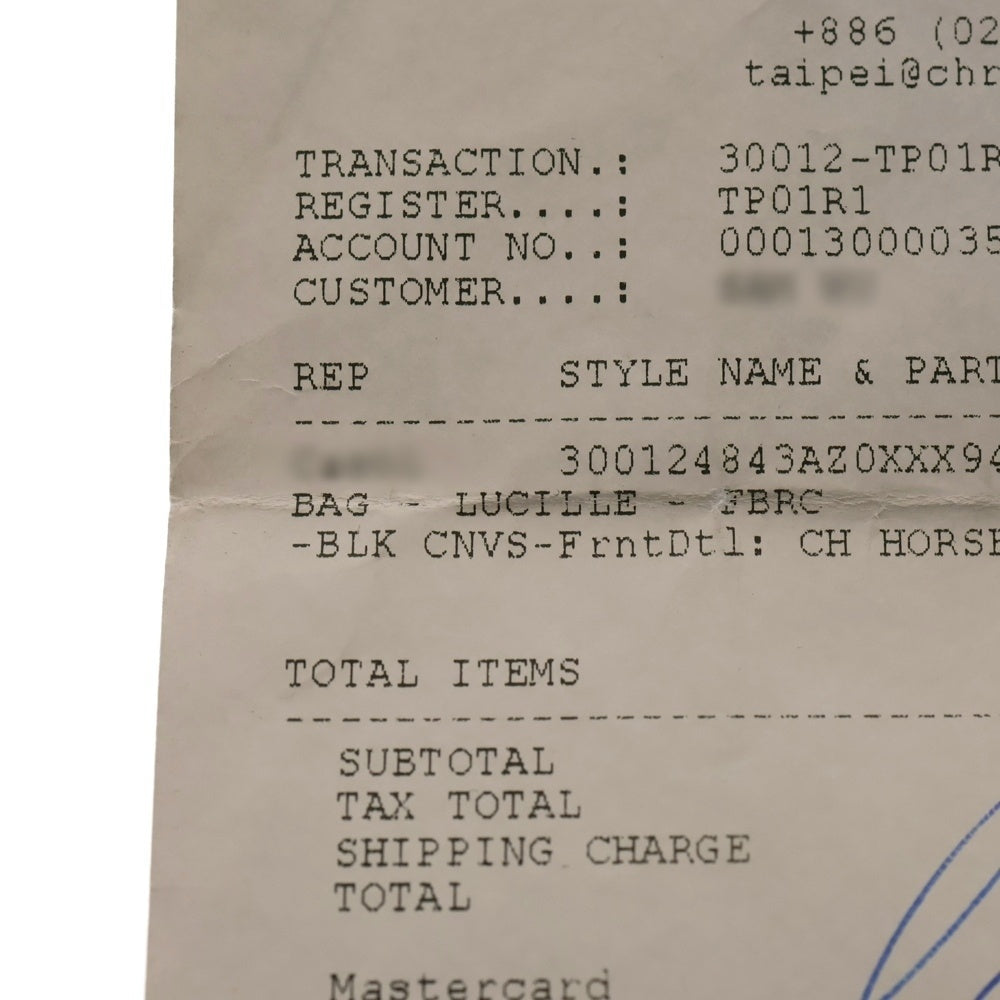 +886 (02
taipei@chr
TRANSACTION.: 30012-TP01R
REGISTER....: TP01R1
ACCOUNT NO..: 00013000035
CUSTOMER....:
REP STYLE NAME & PART
300124843AZ0XXX94
BAG - LUCILLE - FBRC
-BLK CNVS-FrntDtl: CH HORSE
TOTAL ITEMS
SUBTOTAL
TAX TOTAL
SHIPPING CHARGE
TOTAL
Mastercard